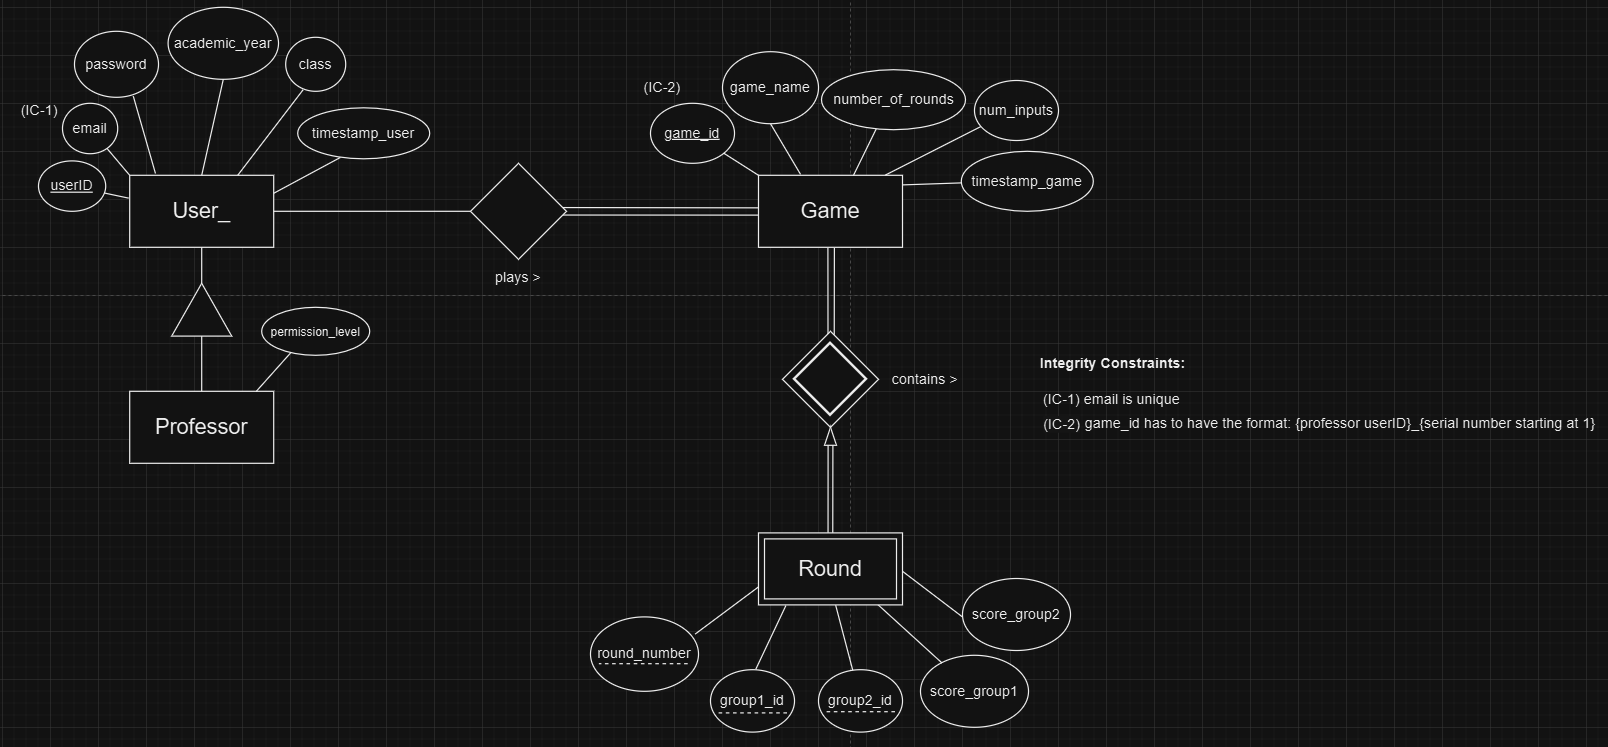 academic_year
password
class
(IC-1)
email
timestamp_user
userID
User_
plays >
permission_level
Professor
(IC-2)
game_name
number_of_rounds
num_inputs
game_id
timestamp_game
Game
contains >
Integrity Constraints:
(IC-1) email is unique
(IC-2) game_id has to have the format: {professor userID}_{serial number starting at 1}
Round
score_group2
round_number
score_group1
group1_id
group2_id